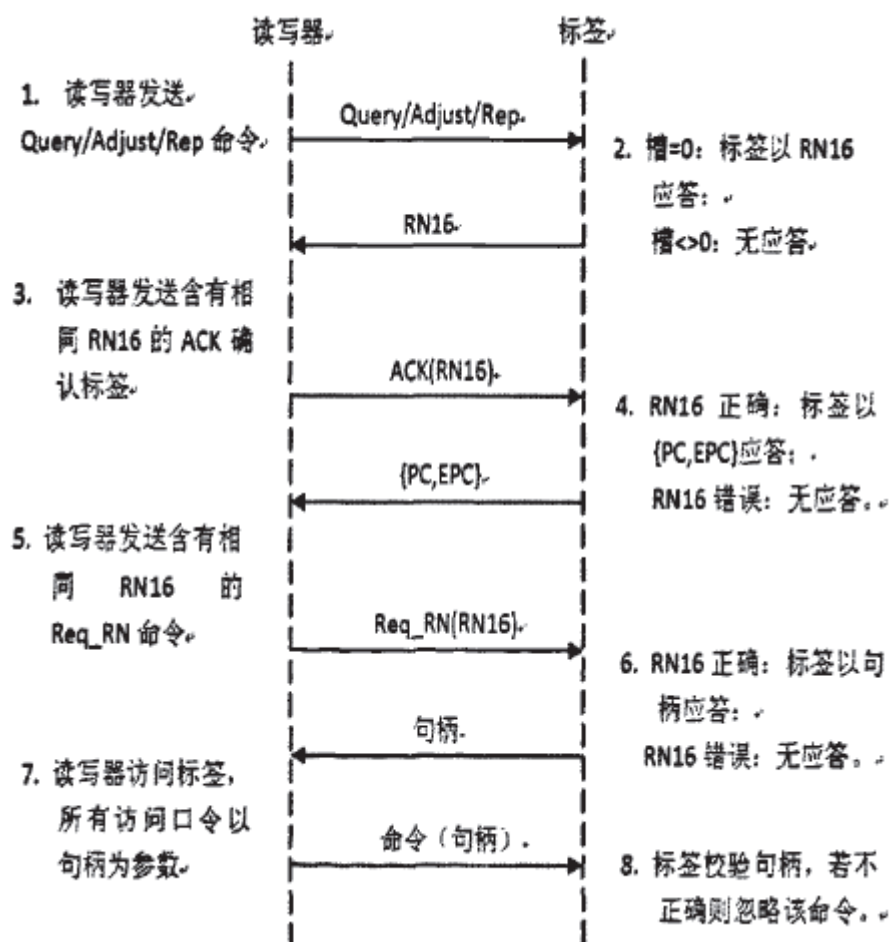 读写器
标签
1. 读写器发送
Query/Adjust/Rep 命令
Query/Adjust/Rep
2. 槽=0：标签以 RN16
应答；
槽<>0：无应答
RN16
3. 读写器发送含有相
同 RN16 的 ACK 确
认标签
ACK(RN16)
4. RN16 正确：标签以
{PC,EPC}应答；
RN16 错误：无应答。
{PC,EPC}
5. 读写器发送含有相
同 RN16 的
Req_RN 命令
Req_RN(RN16)
6. RN16 正确：标签以句
柄应答；
RN16 错误：无应答。
句柄
7. 读写器访问标签，
所有访问口令以
句柄为参数
命令（句柄）
8. 标签校验句柄，若不
正确则忽略该命令。